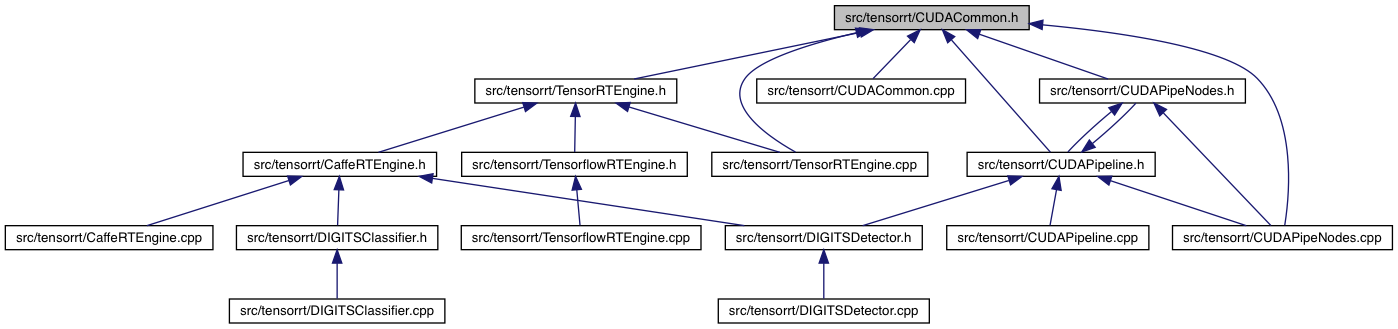 src/tensorrt/CUDACommon.h
src/tensorrt/TensorRTEngine.h
src/tensorrt/CUDACommon.cpp
src/tensorrt/CUDAPipeNodes.h
src/tensorrt/CaffeRTEngine.h
src/tensorrt/TensorflowRTEngine.h
src/tensorrt/TensorRTEngine.cpp
src/tensorrt/CUDAPipeline.h
src/tensorrt/CaffeRTEngine.cpp
src/tensorrt/DIGITSClassifier.h
src/tensorrt/TensorflowRTEngine.cpp
src/tensorrt/DIGITSDetector.h
src/tensorrt/CUDAPipeline.cpp
src/tensorrt/CUDAPipeNodes.cpp
src/tensorrt/DIGITSClassifier.cpp
src/tensorrt/DIGITSDetector.cpp